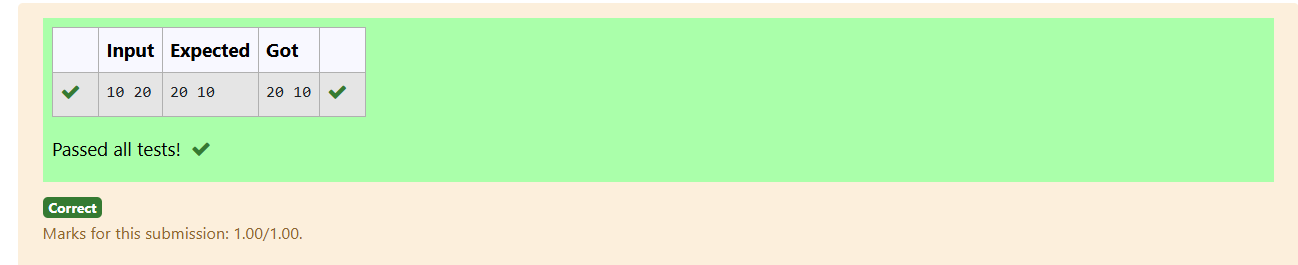 Input Expected Got
10 20 20 10 20 10
Passed all tests!
Correct
Marks for this submission: 1.00/1.00.